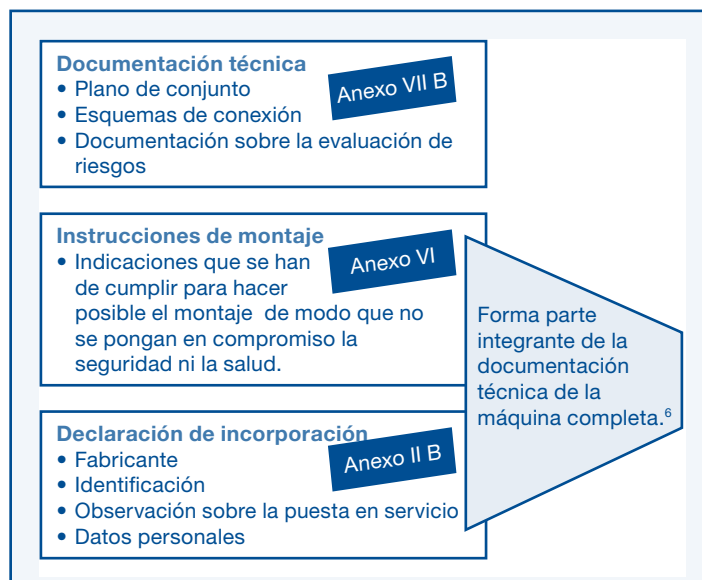 Documentación técnica
• Plano de conjunto
• Esquemas de conexión
• Documentación sobre la evaluación de
riesgos
Anexo VII B
Instrucciones de montaje
• Indicaciones que se han
de cumplir para hacer
posible el montaje de modo que no
se pongan en compromiso la
seguridad ni la salud.
Anexo VI
Declaración de incorporación
• Fabricante
• Identificación
• Observación sobre la puesta en servicio
• Datos personales
Anexo II B
Forma parte
integrante de la
documentación
técnica de la
máquina completa.⁶